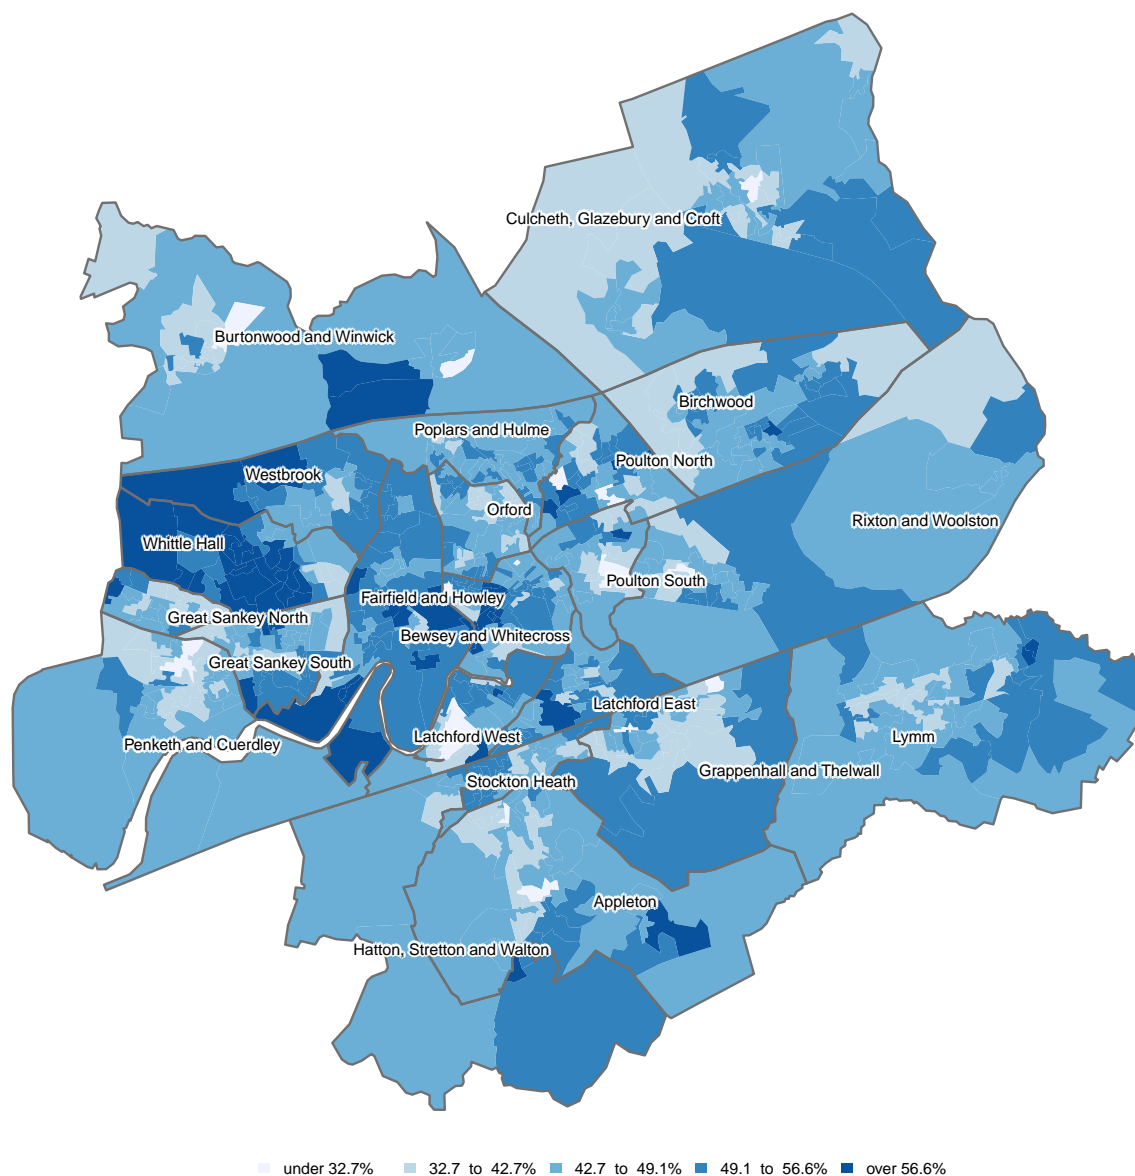 Culcheth, Glazebury and Croft
Burtonwood and Winwick
Birchwood
Poplars and Hulme
Poulton North
Westbrook
Orford
Rixton and Woolston
Whittle Hall
Poulton South
Fairfield and Howley
Great Sankey North
Bewsey and Whitecross
Great Sankey South
Latchford East
Latchford West
Lymm
Penketh and Cuerdley
Grappenhall and Thelwall
Stockton Heath
Appleton
Hatton, Stretton and Walton
under 32.7% 32.7 to 42.7% 42.7 to 49.1% 49.1 to 56.6% over 56.6%